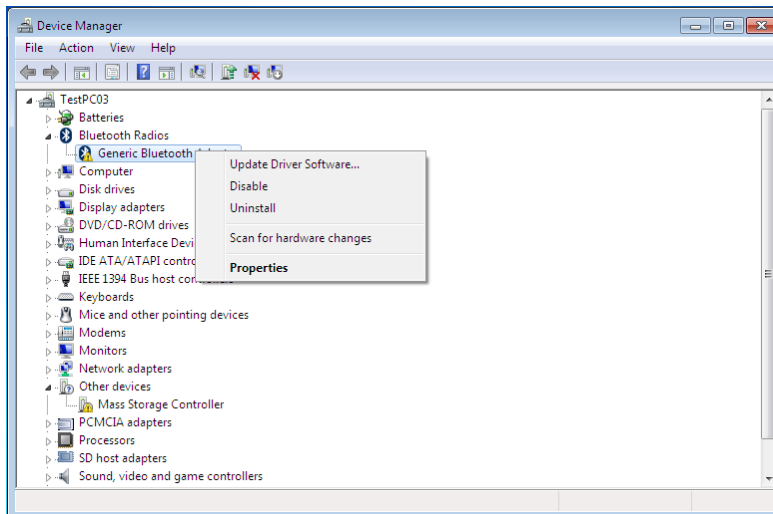 Device Manager
File Action View Help
TestPC03
Batteries
Bluetooth Radios
Generic Bluetooth
Update Driver Software...
Disable
Uninstall
Scan for hardware changes
Properties
Computer
Disk drives
Display adapters
DVD/CD-ROM drives
Human Interface Devi
IDE ATA/ATAPI contro
IEEE 1394 Bus host controllers
Keyboards
Mice and other pointing devices
Modems
Monitors
Network adapters
Other devices
Mass Storage Controller
PCMCIA adapters
Processors
SD host adapters
Sound, video and game controllers